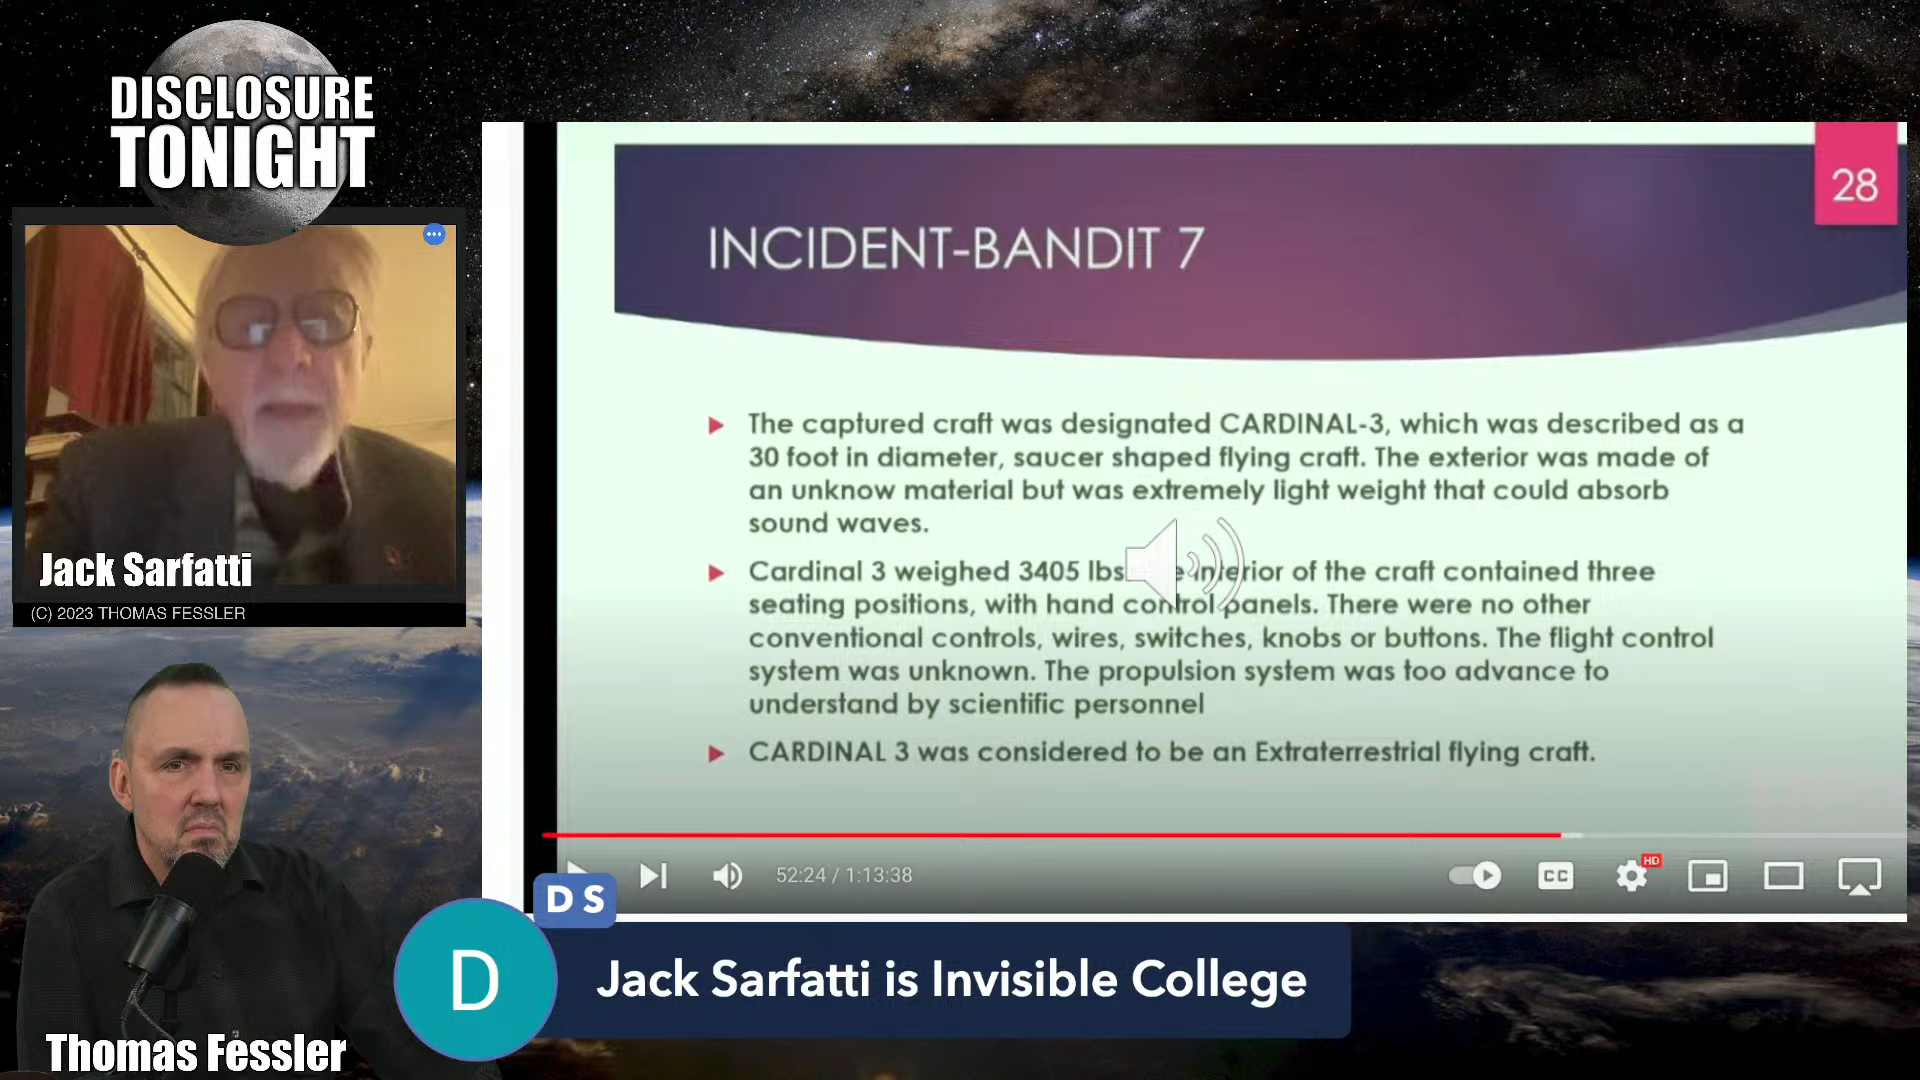 DISCLOSURE
TONIGHT
Jack Sarfatti
(C) 2023 THOMAS FESSLER
Thomas Fessler
28
INCIDENT-BANDIT 7
The captured craft was designated CARDINAL-3, which was described as a
30 foot in diameter, saucer shaped flying craft. The exterior was made of
an unknow material but was extremely light weight that could absorb
sound waves.
Cardinal 3 weighed 3405 lbs interior of the craft contained three
seating positions, with hand control panels. There were no other
conventional controls, wires, switches, knobs or buttons. The flight control
system was unknown. The propulsion system was too advance to
understand by scientific personnel
CARDINAL 3 was considered to be an Extraterrestrial flying craft.
52:24 / 1:13:38
CC
HD
D S
D
Jack Sarfatti is Invisible College